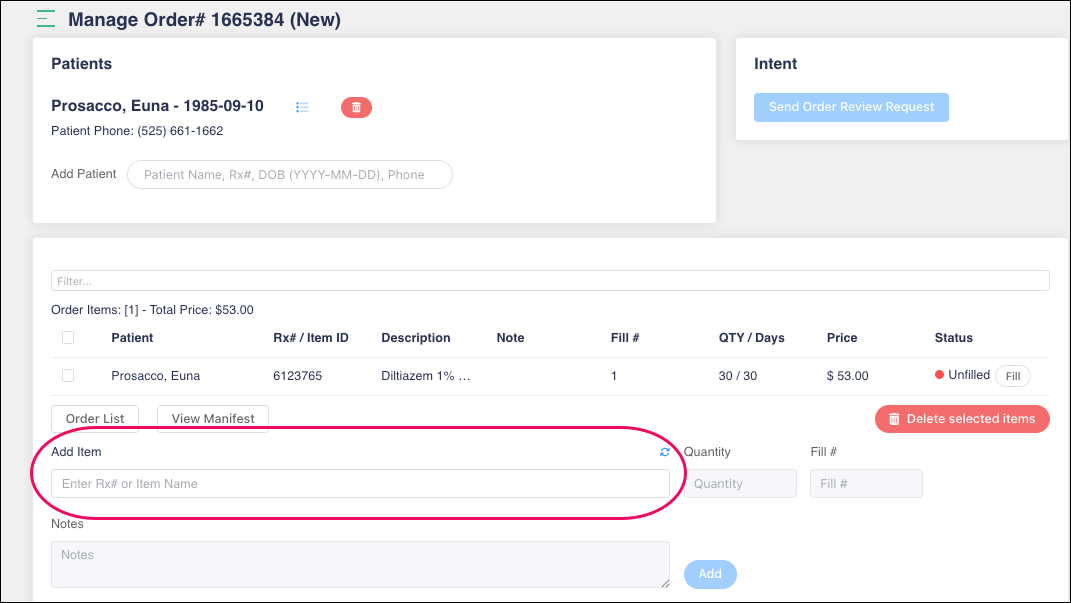 Manage Order# 1665384 (New)
Patients
Prosacco, Euna - 1985-09-10
Patient Phone: (525) 661-1662
Add Patient Patient Name, Rx#, DOB (YYYY-MM-DD), Phone
Intent
Send Order Review Request
Filter...
Order Items: [1] - Total Price: $53.00
Patient Rx# / Item ID Description Note Fill # QTY / Days Price Status
Prosacco, Euna 6123765 Diltiazem 1% ... 1 30 / 30 $ 53.00 Unfilled Fill
Order List View Manifest Delete selected items
Add Item Quantity Fill #
Enter Rx# or Item Name Quantity Fill #
Notes
Notes
Add